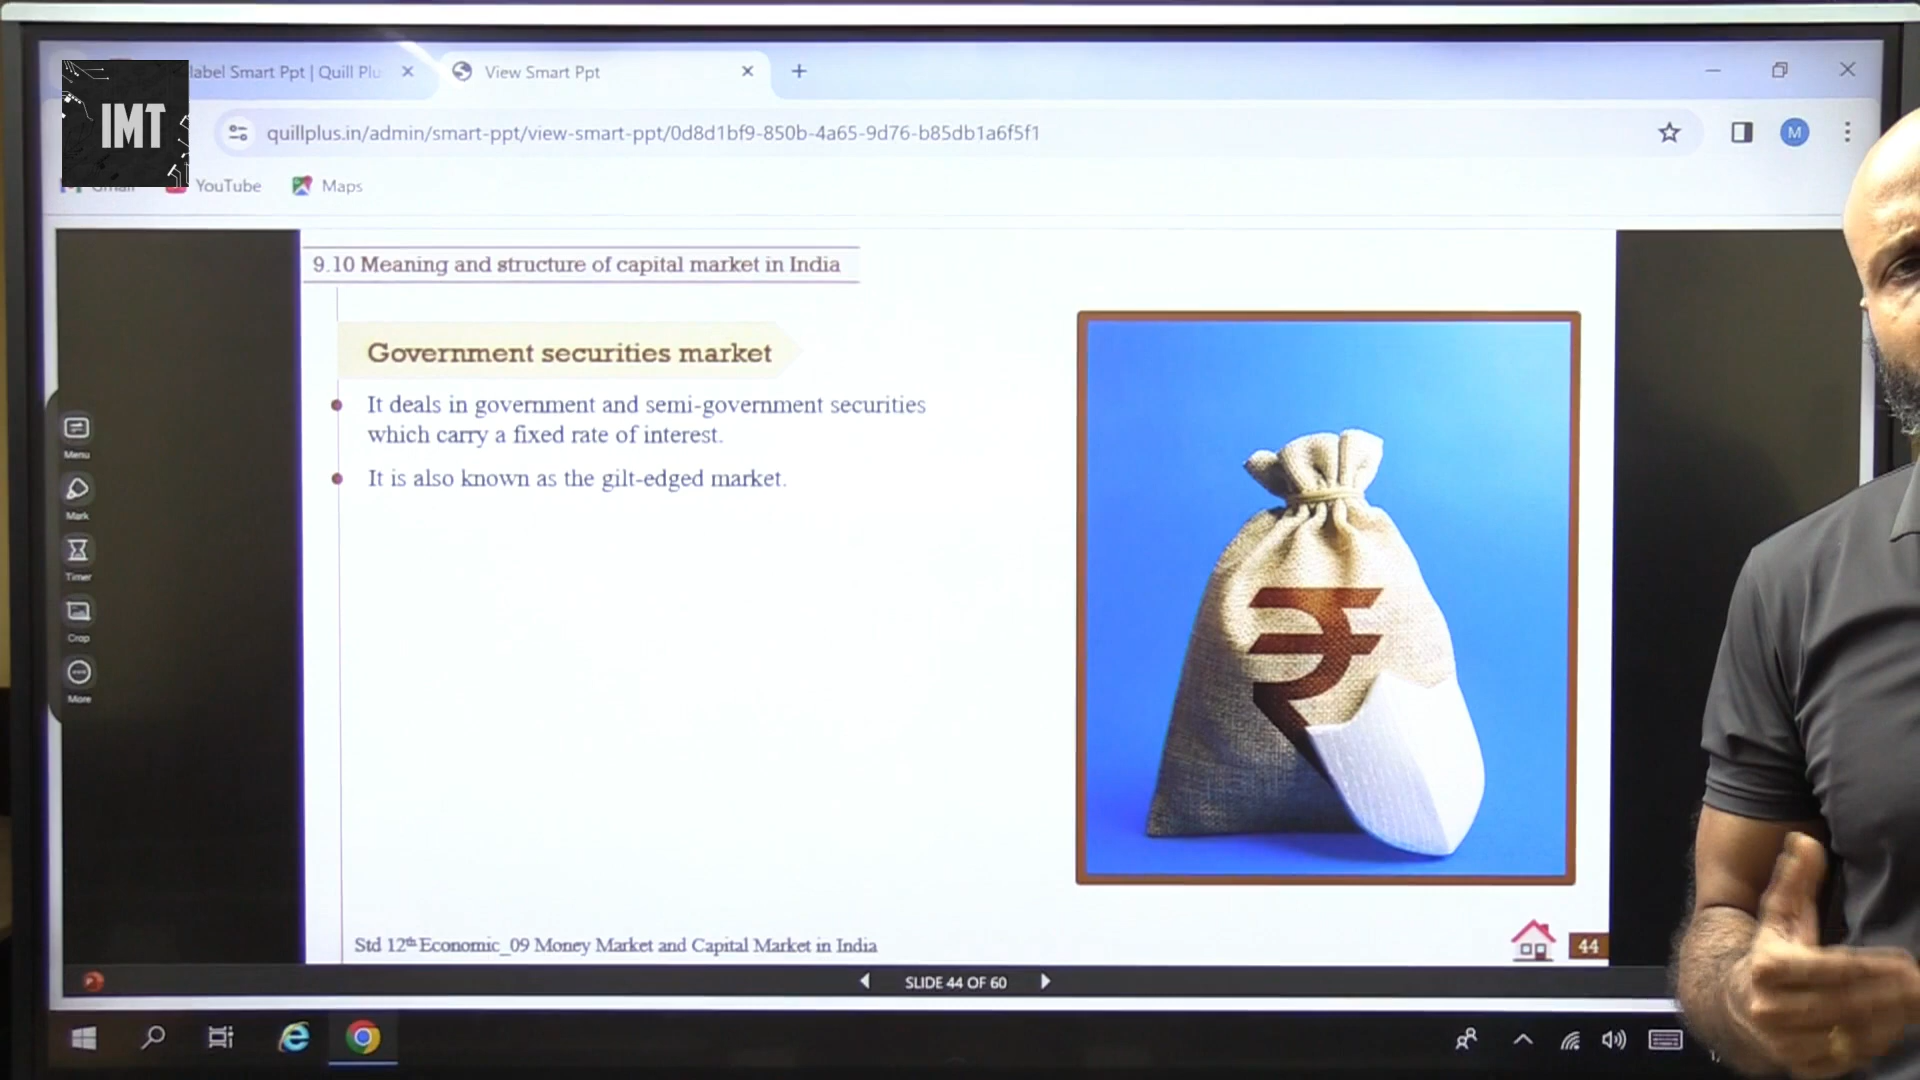 label Smart Ppt | Quill Plu
View Smart Ppt
IMT
quillplus.in/admin/smart-ppt/view-smart-ppt/0d8d1bf9-850b-4a65-9d76-b85db1a6f5f1
M
Gmail
YouTube
Maps
9.10 Meaning and structure of capital market in India
Government securities market
It deals in government and semi-government securities
which carry a fixed rate of interest.
It is also known as the gilt-edged market.
Menu
Mark
Timer
Crop
More
₹
Std 12th Economic_09 Money Market and Capital Market in India
44
SLIDE 44 OF 60